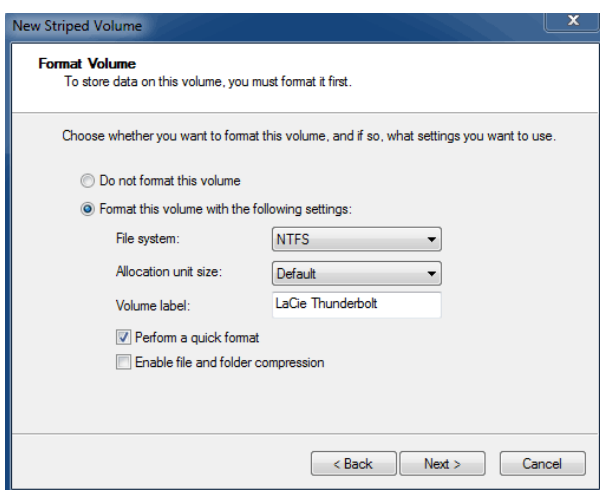 New Striped Volume
X
Format Volume
To store data on this volume, you must format it first.
Choose whether you want to format this volume, and if so, what settings you want to use.
Do not format this volume
Format this volume with the following settings:
File system: NTFS
Allocation unit size: Default
Volume label: LaCie Thunderbolt
Perform a quick format
Enable file and folder compression
< Back Next > Cancel